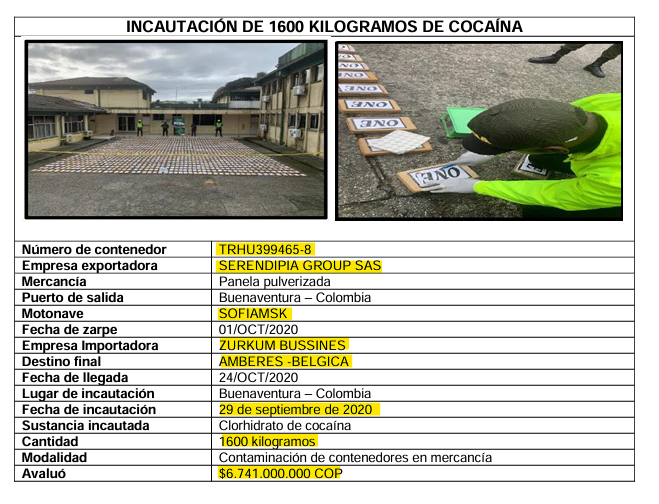 INCAUTACIÓN DE 1600 KILOGRAMOS DE COCAÍNA
ONE
ONE
ONE
ONE
Número de contenedor TRHU399465-8
Empresa exportadora SERENDIPIA GROUP SAS
Mercancía Panela pulverizada
Puerto de salida Buenaventura – Colombia
Motonave SOFIAMSK
Fecha de zarpe 01/OCT/2020
Empresa Importadora ZURKUM BUSSINES
Destino final AMBERES -BELGICA
Fecha de llegada 24/OCT/2020
Lugar de incautación Buenaventura – Colombia
Fecha de incautación 29 de septiembre de 2020
Sustancia incautada Clorhidrato de cocaína
Cantidad 1600 kilogramos
Modalidad Contaminación de contenedores en mercancía
Avaluó $6.741.000.000 COP